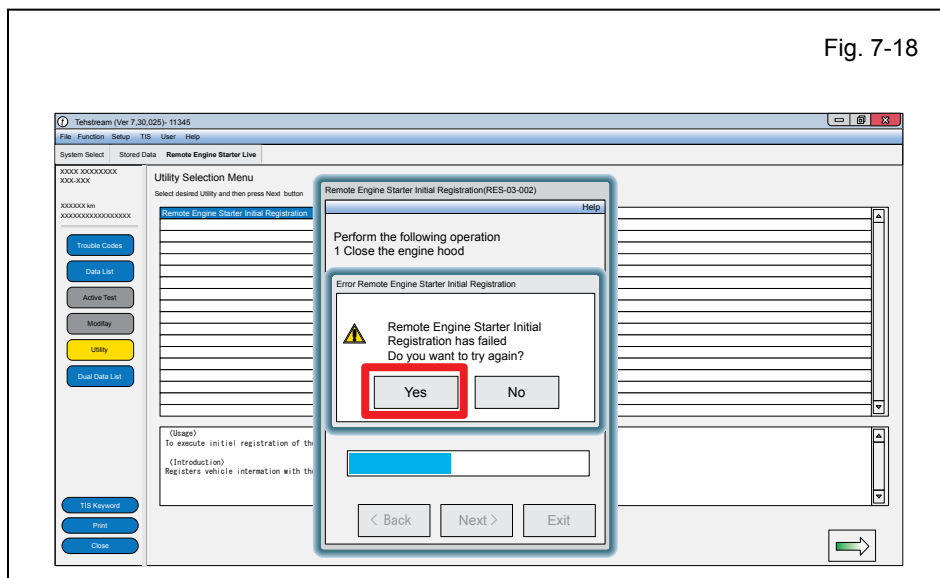 Fig. 7-18
Tehstream (Ver 7,30,025)- 11345
File Function Setup TIS User Help
System Select Stored Data Remote Engine Starter Live
XXXX XXXXXXXX
XXX-XXX
XXXXXX km
XXXXXXXXXXXXXXXXX
Trouble Codes
Data List
Active Test
Modifay
Utility
Dual Data List
TIS Keyword
Print
Close
Utility Selection Menu
Select desired Utility and then press Next button
Remote Engine Starter Initial Registration
(Usage)
To execute initiel registration of the
(Introduction)
Registers vehicle intermation with the
Remote Engine Starter Initial Registration(RES-03-002)
Help
Perform the following operation
1 Close the engine hood
Error Remote Engine Starter Initial Registration
Remote Engine Starter Initial
Registration has failed
Do you want to try again?
Yes No
< Back Next > Exit